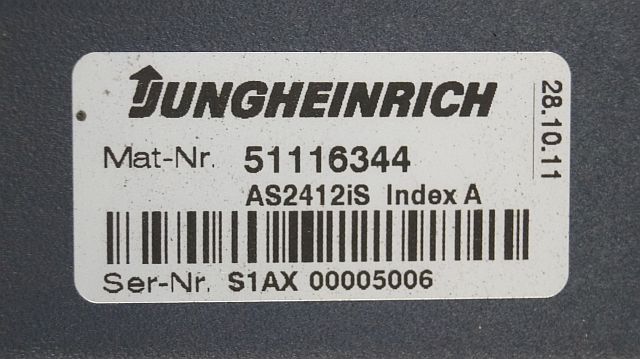 JUNGHEINRICH
Mat-Nr. 51116344
AS2412iS Index A
Ser-Nr. S1AX 00005006
28.10.11